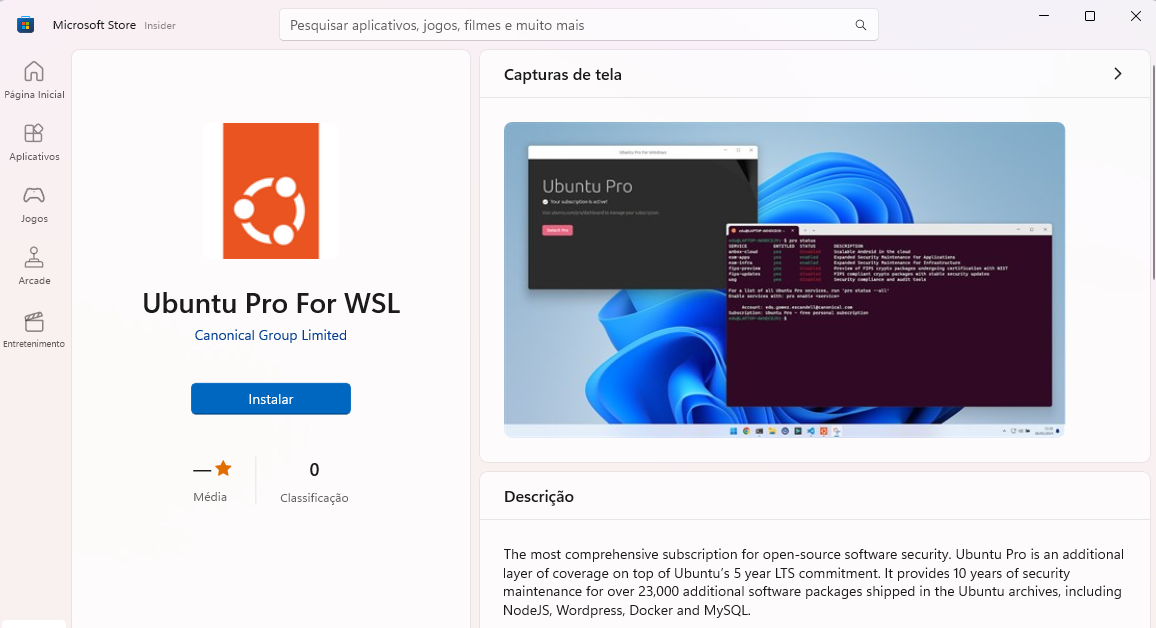 Microsoft Store Insider
Pesquisar aplicativos, jogos, filmes e muito mais
Página Inicial
Aplicativos
Jogos
Arcade
Entretenimento
Ubuntu Pro For WSL
Canonical Group Limited
Instalar
—
Média
0
Classificação
Capturas de tela
Ubuntu Pro For Windows
Ubuntu Pro
Your subscription is active!
Detach Pro
$ pro status
SERVICE ENTITLED STATUS DESCRIPTION
anbox-cloud yes disabled Scalable Android in the cloud
esm-apps yes enabled Expanded Security Maintenance for Applications
esm-infra yes enabled Expanded Security Maintenance for Infrastructure
fips-preview yes disabled Preview of FIPS crypto packages undergoing certification with NIST
fips-updates yes disabled FIPS compliant crypto packages with stable security updates
usg yes disabled Security compliance and audit tools
For a list of all Ubuntu Pro services, run 'pro status --all'
Enable services with: pro enable <service>
Account: edu.gomez.escandell@canonical.com
Subscription: Ubuntu Pro - free personal subscription
Descrição
The most comprehensive subscription for open-source software security. Ubuntu Pro is an additional
layer of coverage on top of Ubuntu’s 5 year LTS commitment. It provides 10 years of security
maintenance for over 23,000 additional software packages shipped in the Ubuntu archives, including
NodeJS, Wordpress, Docker and MySQL.